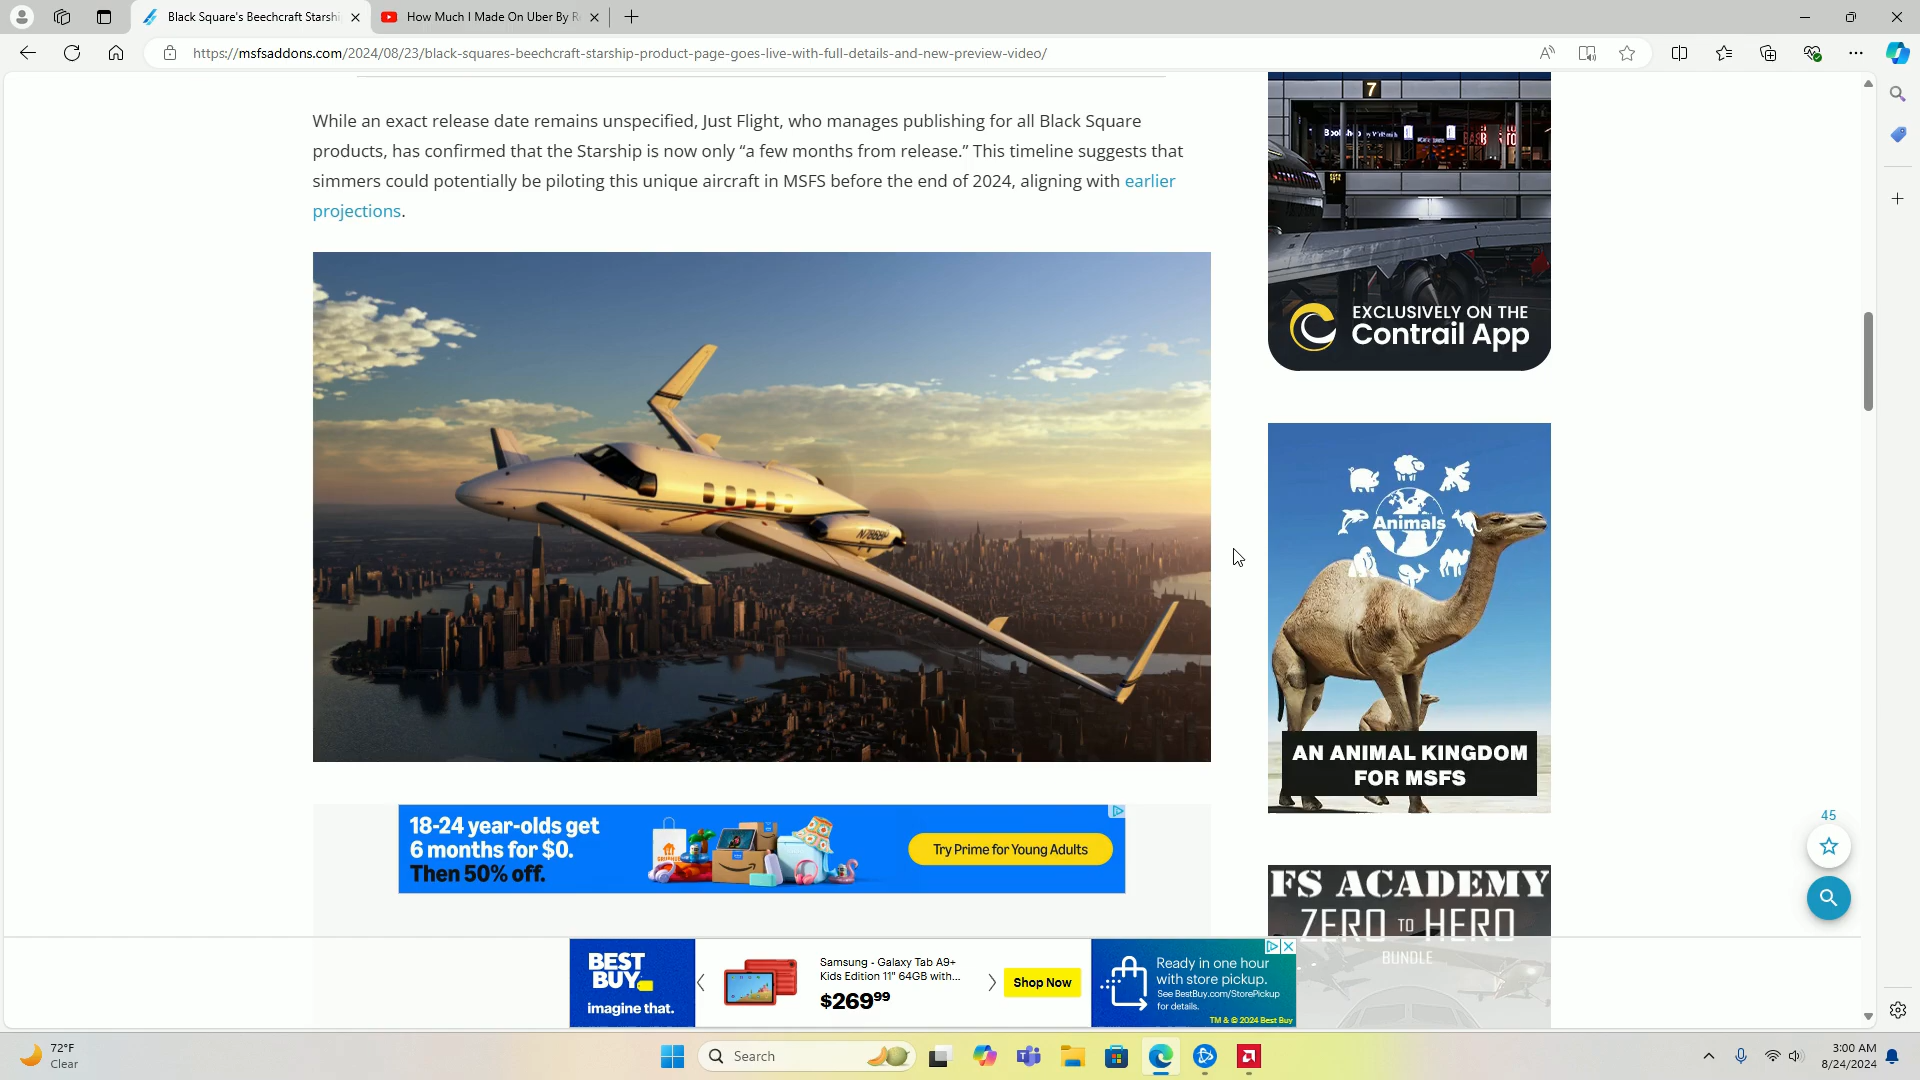 Black Square's Beechcraft Starshi
How Much I Made On Uber By R
https://msfsaddons.com/2024/08/23/black-squares-beechcraft-starship-product-page-goes-live-with-full-details-and-new-preview-video/
While an exact release date remains unspecified, Just Flight, who manages publishing for all Black Square
products, has confirmed that the Starship is now only “a few months from release.” This timeline suggests that
simmers could potentially be piloting this unique aircraft in MSFS before the end of 2024, aligning with earlier
projections.
7
EXCLUSIVELY ON THE
Contrail App
Animals
AN ANIMAL KINGDOM
FOR MSFS
45
18-24 year-olds get
6 months for $0.
Then 50% off.
Try Prime for Young Adults
FS ACADEMY
ZERO TO HERO
BUNDLE
BEST
BUY
imagine that.
Samsung - Galaxy Tab A9+
Kids Edition 11" 64GB with...
$26999
Shop Now
Ready in one hour
with store pickup.
See BestBuy.com/StorePickup
for details.
TM & © 2024 Best Buy
72°F
Clear
Search
3:00 AM
8/24/2024